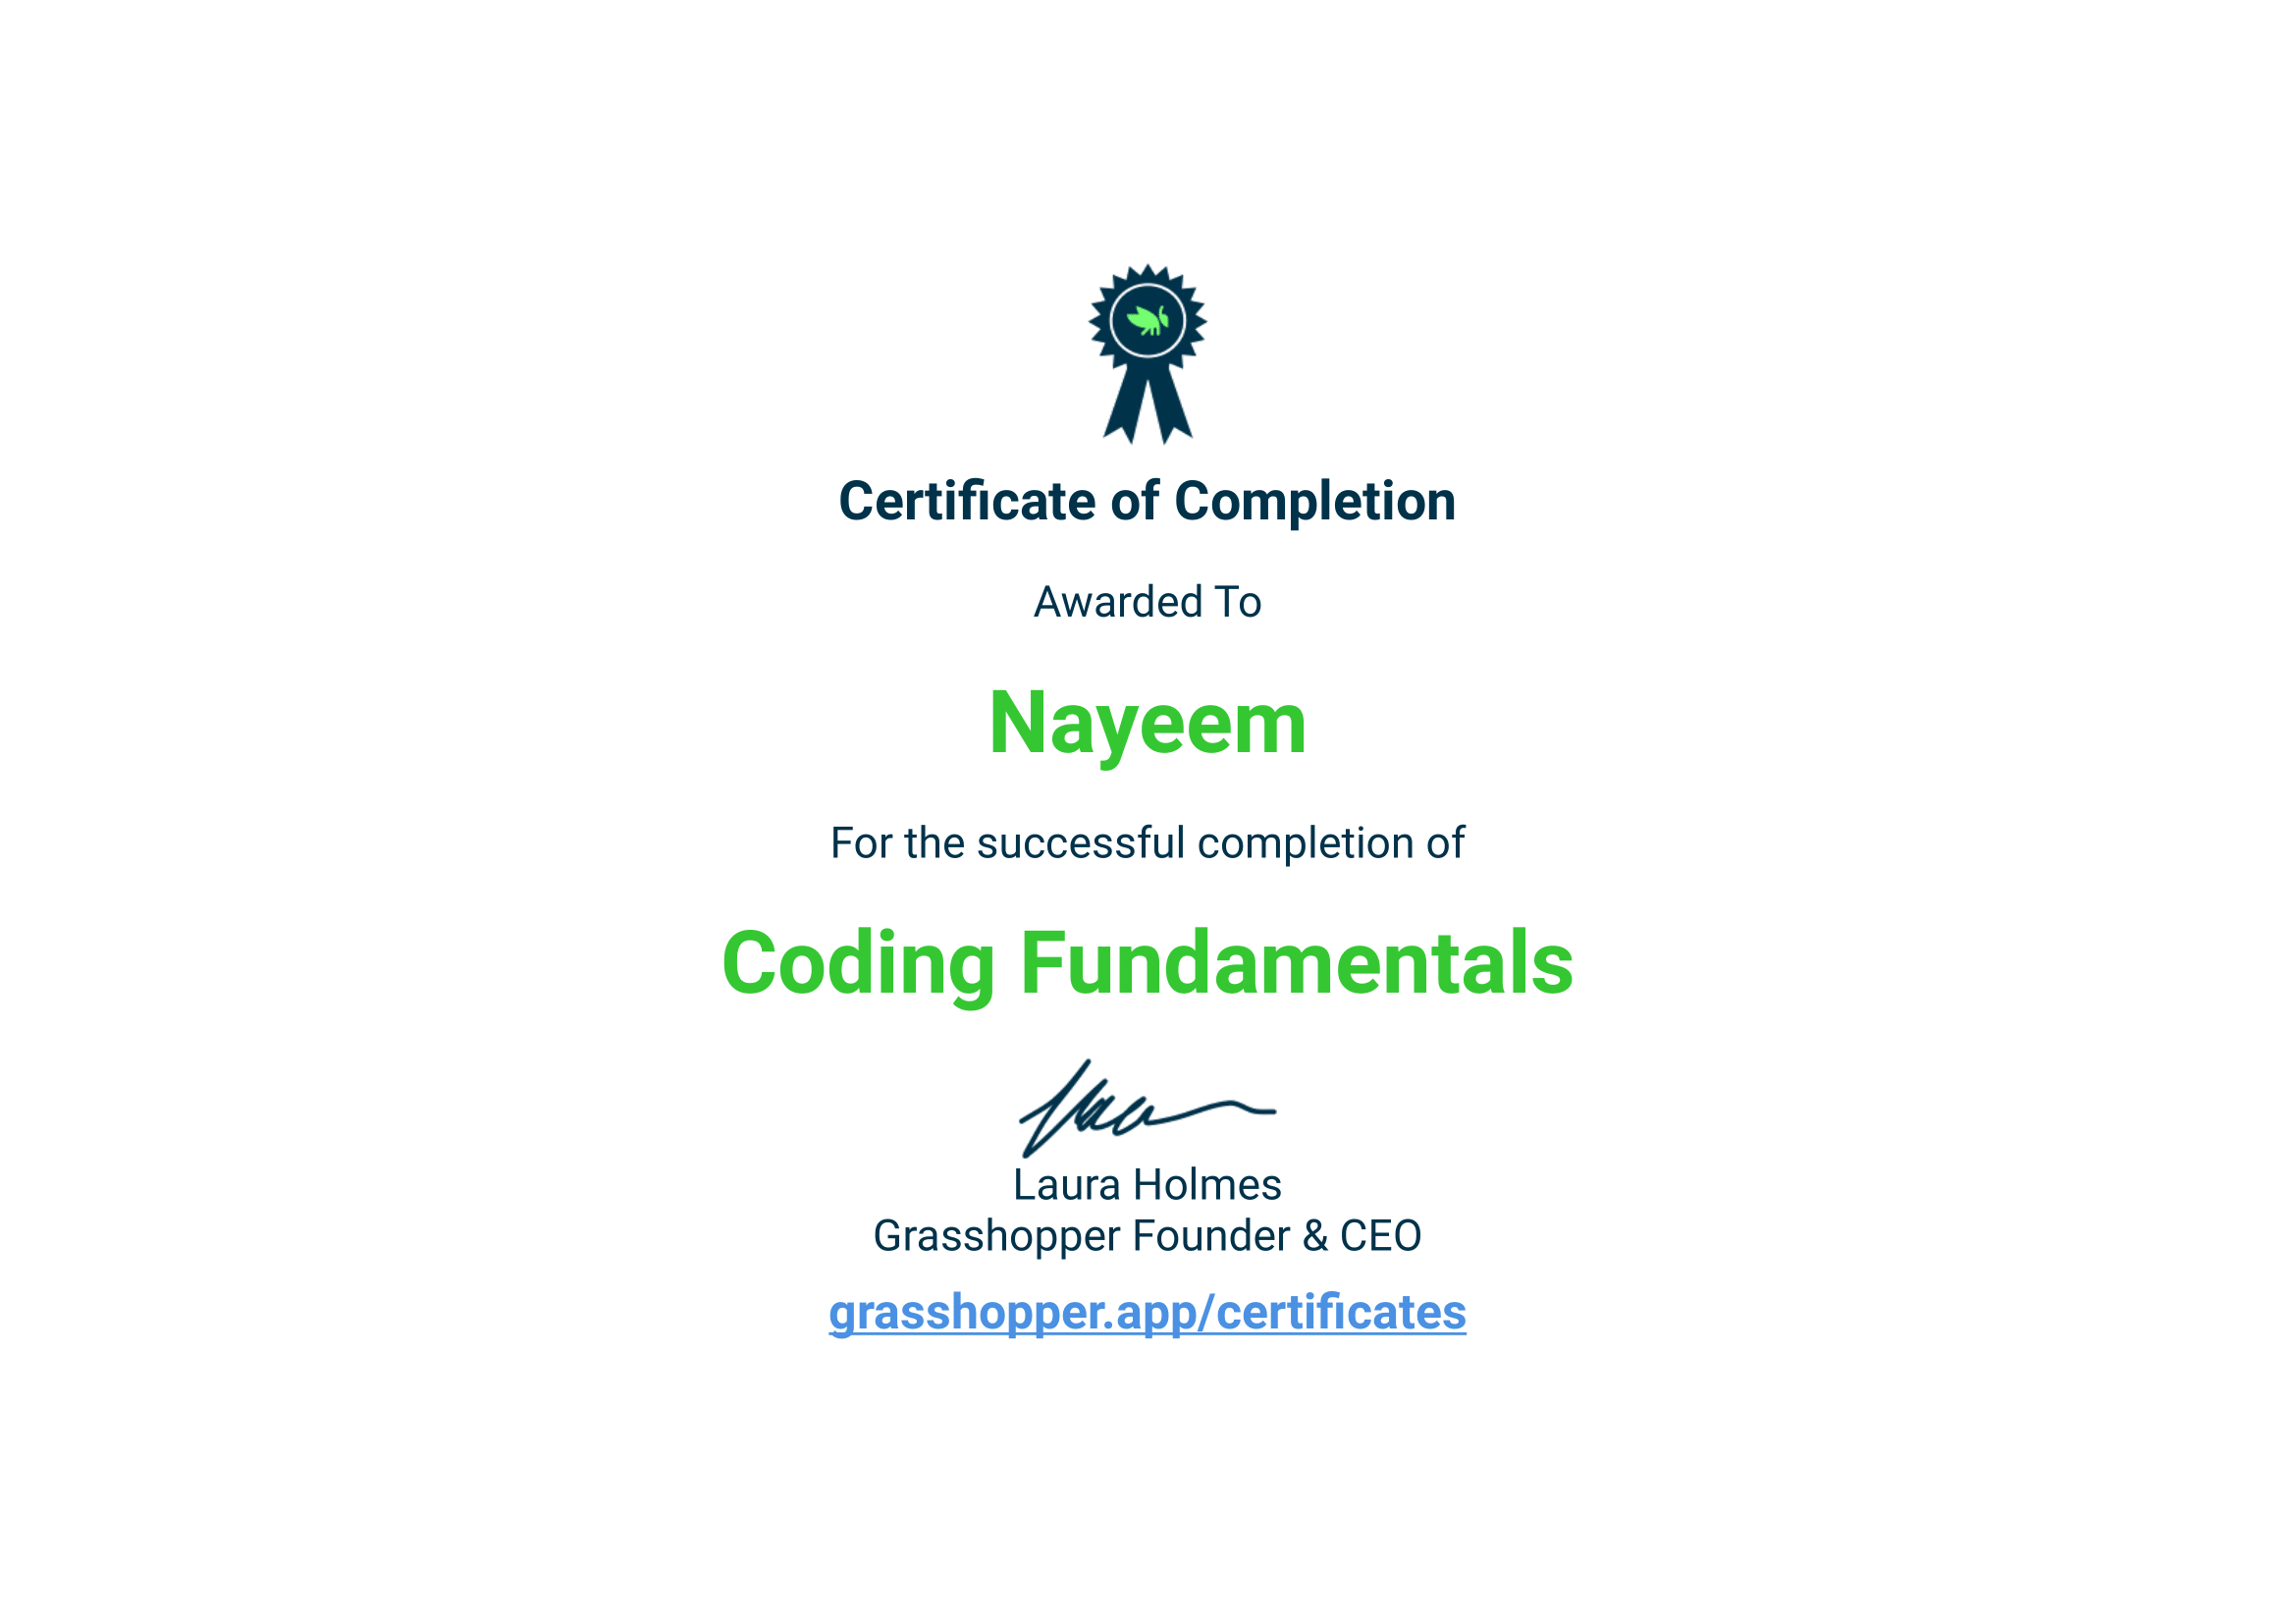 Certificate of Completion
Awarded To
Nayeem
For the successful completion of
Coding Fundamentals
Laura Holmes
Grasshopper Founder & CEO
grasshopper.app/certificates